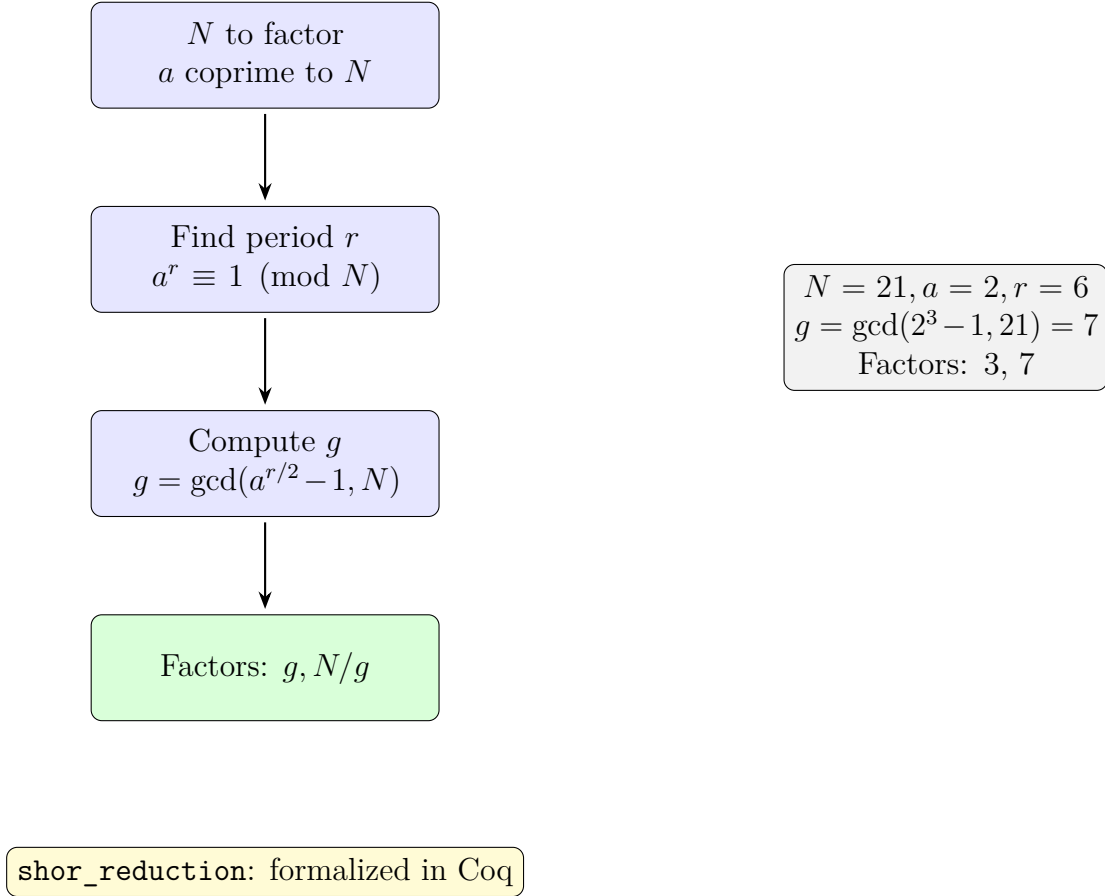 N to factor
a coprime to N
Find period r
a^r ≡ 1 (mod N)
Compute g
g = gcd(a^{r/2} − 1, N)
Factors: g, N/g
N = 21, a = 2, r = 6
g = gcd(2^3 − 1, 21) = 7
Factors: 3, 7
shor_reduction: formalized in Coq